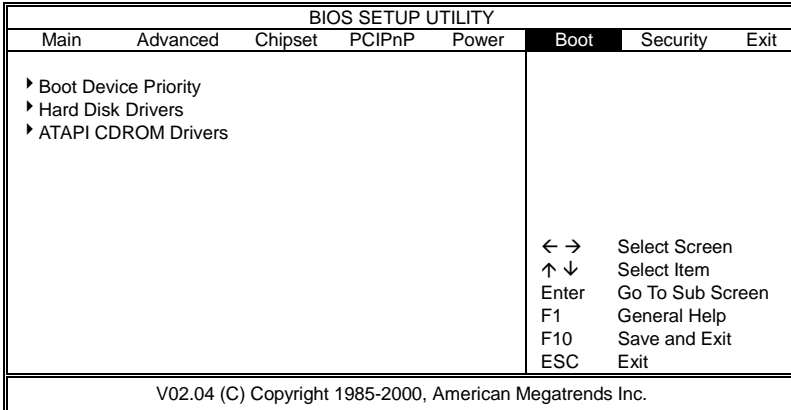 BIOS SETUP UTILITY
Main Advanced Chipset PCIPnP Power Boot Security Exit
Boot Device Priority
Hard Disk Drivers
ATAPI CDROM Drivers
← → Select Screen
↑ ↓ Select Item
Enter Go To Sub Screen
F1 General Help
F10 Save and Exit
ESC Exit
V02.04 (C) Copyright 1985-2000, American Megatrends Inc.